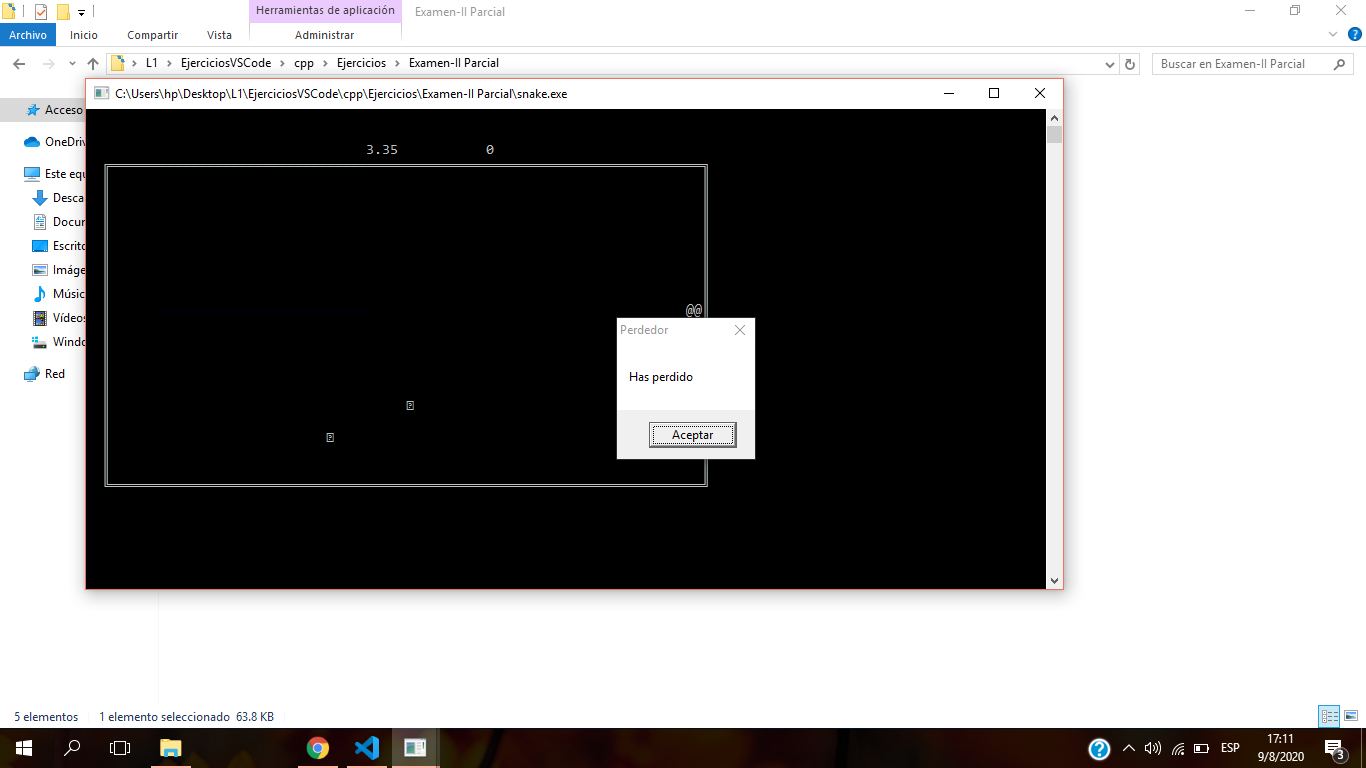 Herramientas de aplicación
Examen-II Parcial
Archivo
Inicio
Compartir
Vista
Administrar
L1 > EjerciciosVSCode > cpp > Ejercicios > Examen-II Parcial
Buscar en Examen-II Parcial
C:\Users\hp\Desktop\L1\EjerciciosVSCode\cpp\Ejercicios\Examen-II Parcial\snake.exe
Acceso
OneDriv
Este equ
Desca
Docur
Escrito
Imáge
Músic
Vídeos
Windo
Red
3.35 0
@@
Perdedor
Has perdido
Aceptar
5 elementos
1 elemento seleccionado 63.8 KB
ESP
17:11
9/8/2020
3